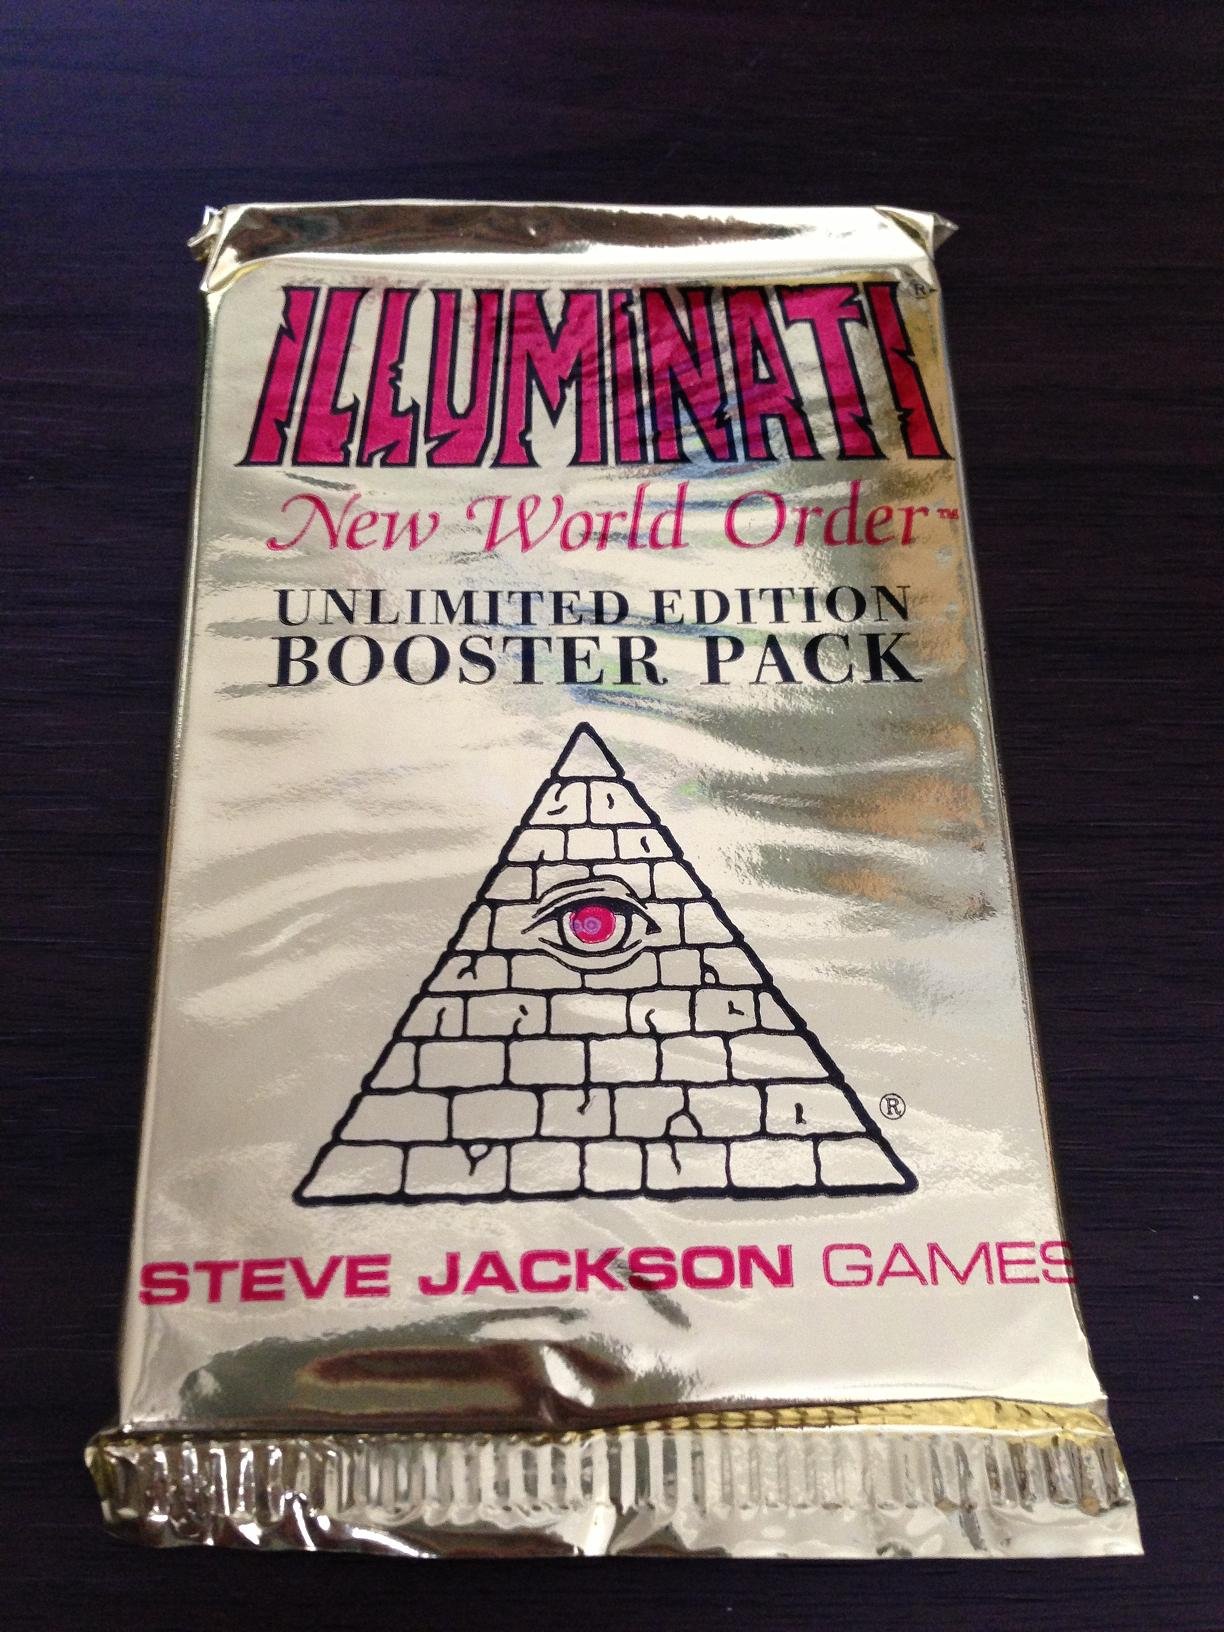 ILLUMINATI®
New World Order™
UNLIMITED EDITION
BOOSTER PACK
®
STEVE JACKSON GAMES